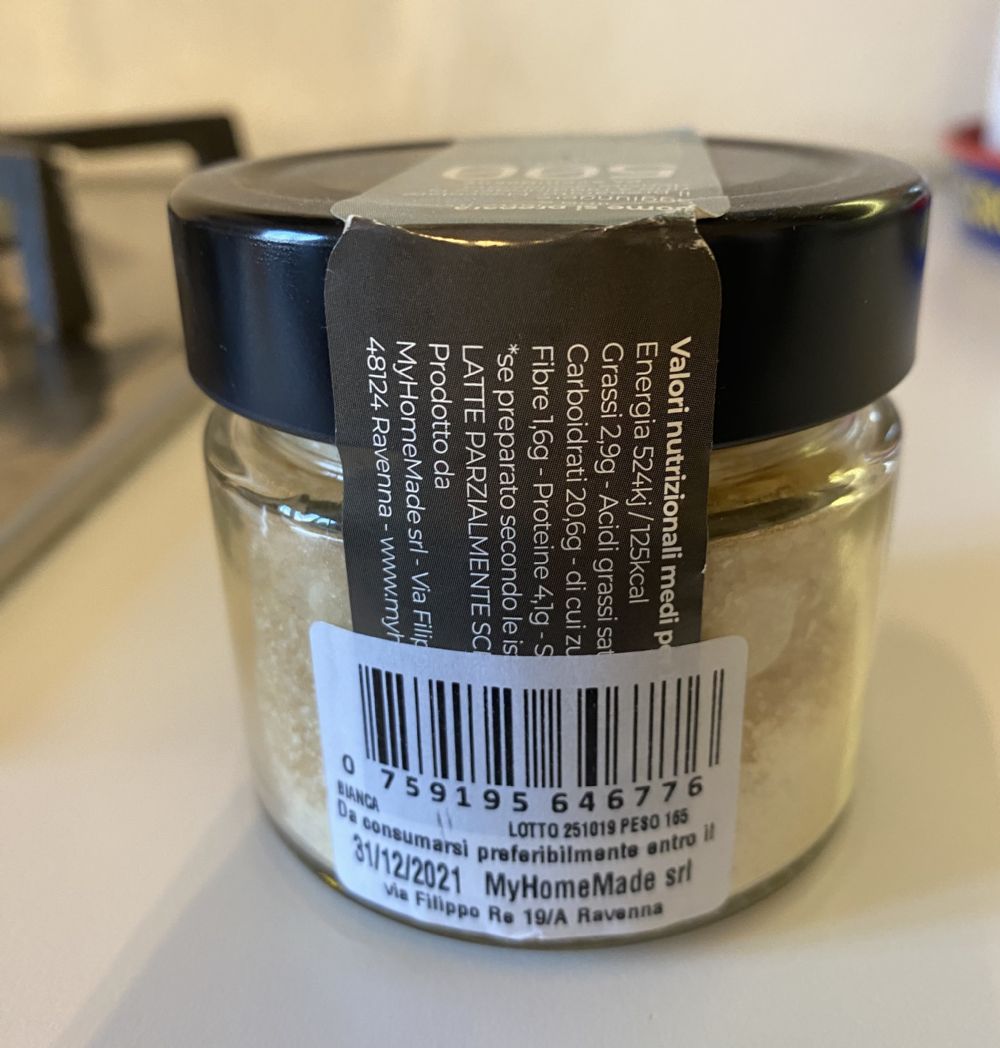 500
Valori nutrizionali medi
Energia 524kj/125kcal
Grassi 2,9g - Acidi grassi
Carboidrati 20,6g - di cui
Fibre 1,6g - Proteine 4,1g -
*se preparato secondo le
LATTE PARZIALMENTE
Prodotto da
MyHomeMade srl - Via
48124 Ravenna -
0 759195 646776
BIANCA
LOTTO 251019 PESO 165
Da consumarsi preferibilmente entro il
31/12/2021 MyHomeMade srl
via Filippo Re 19/A Ravenna